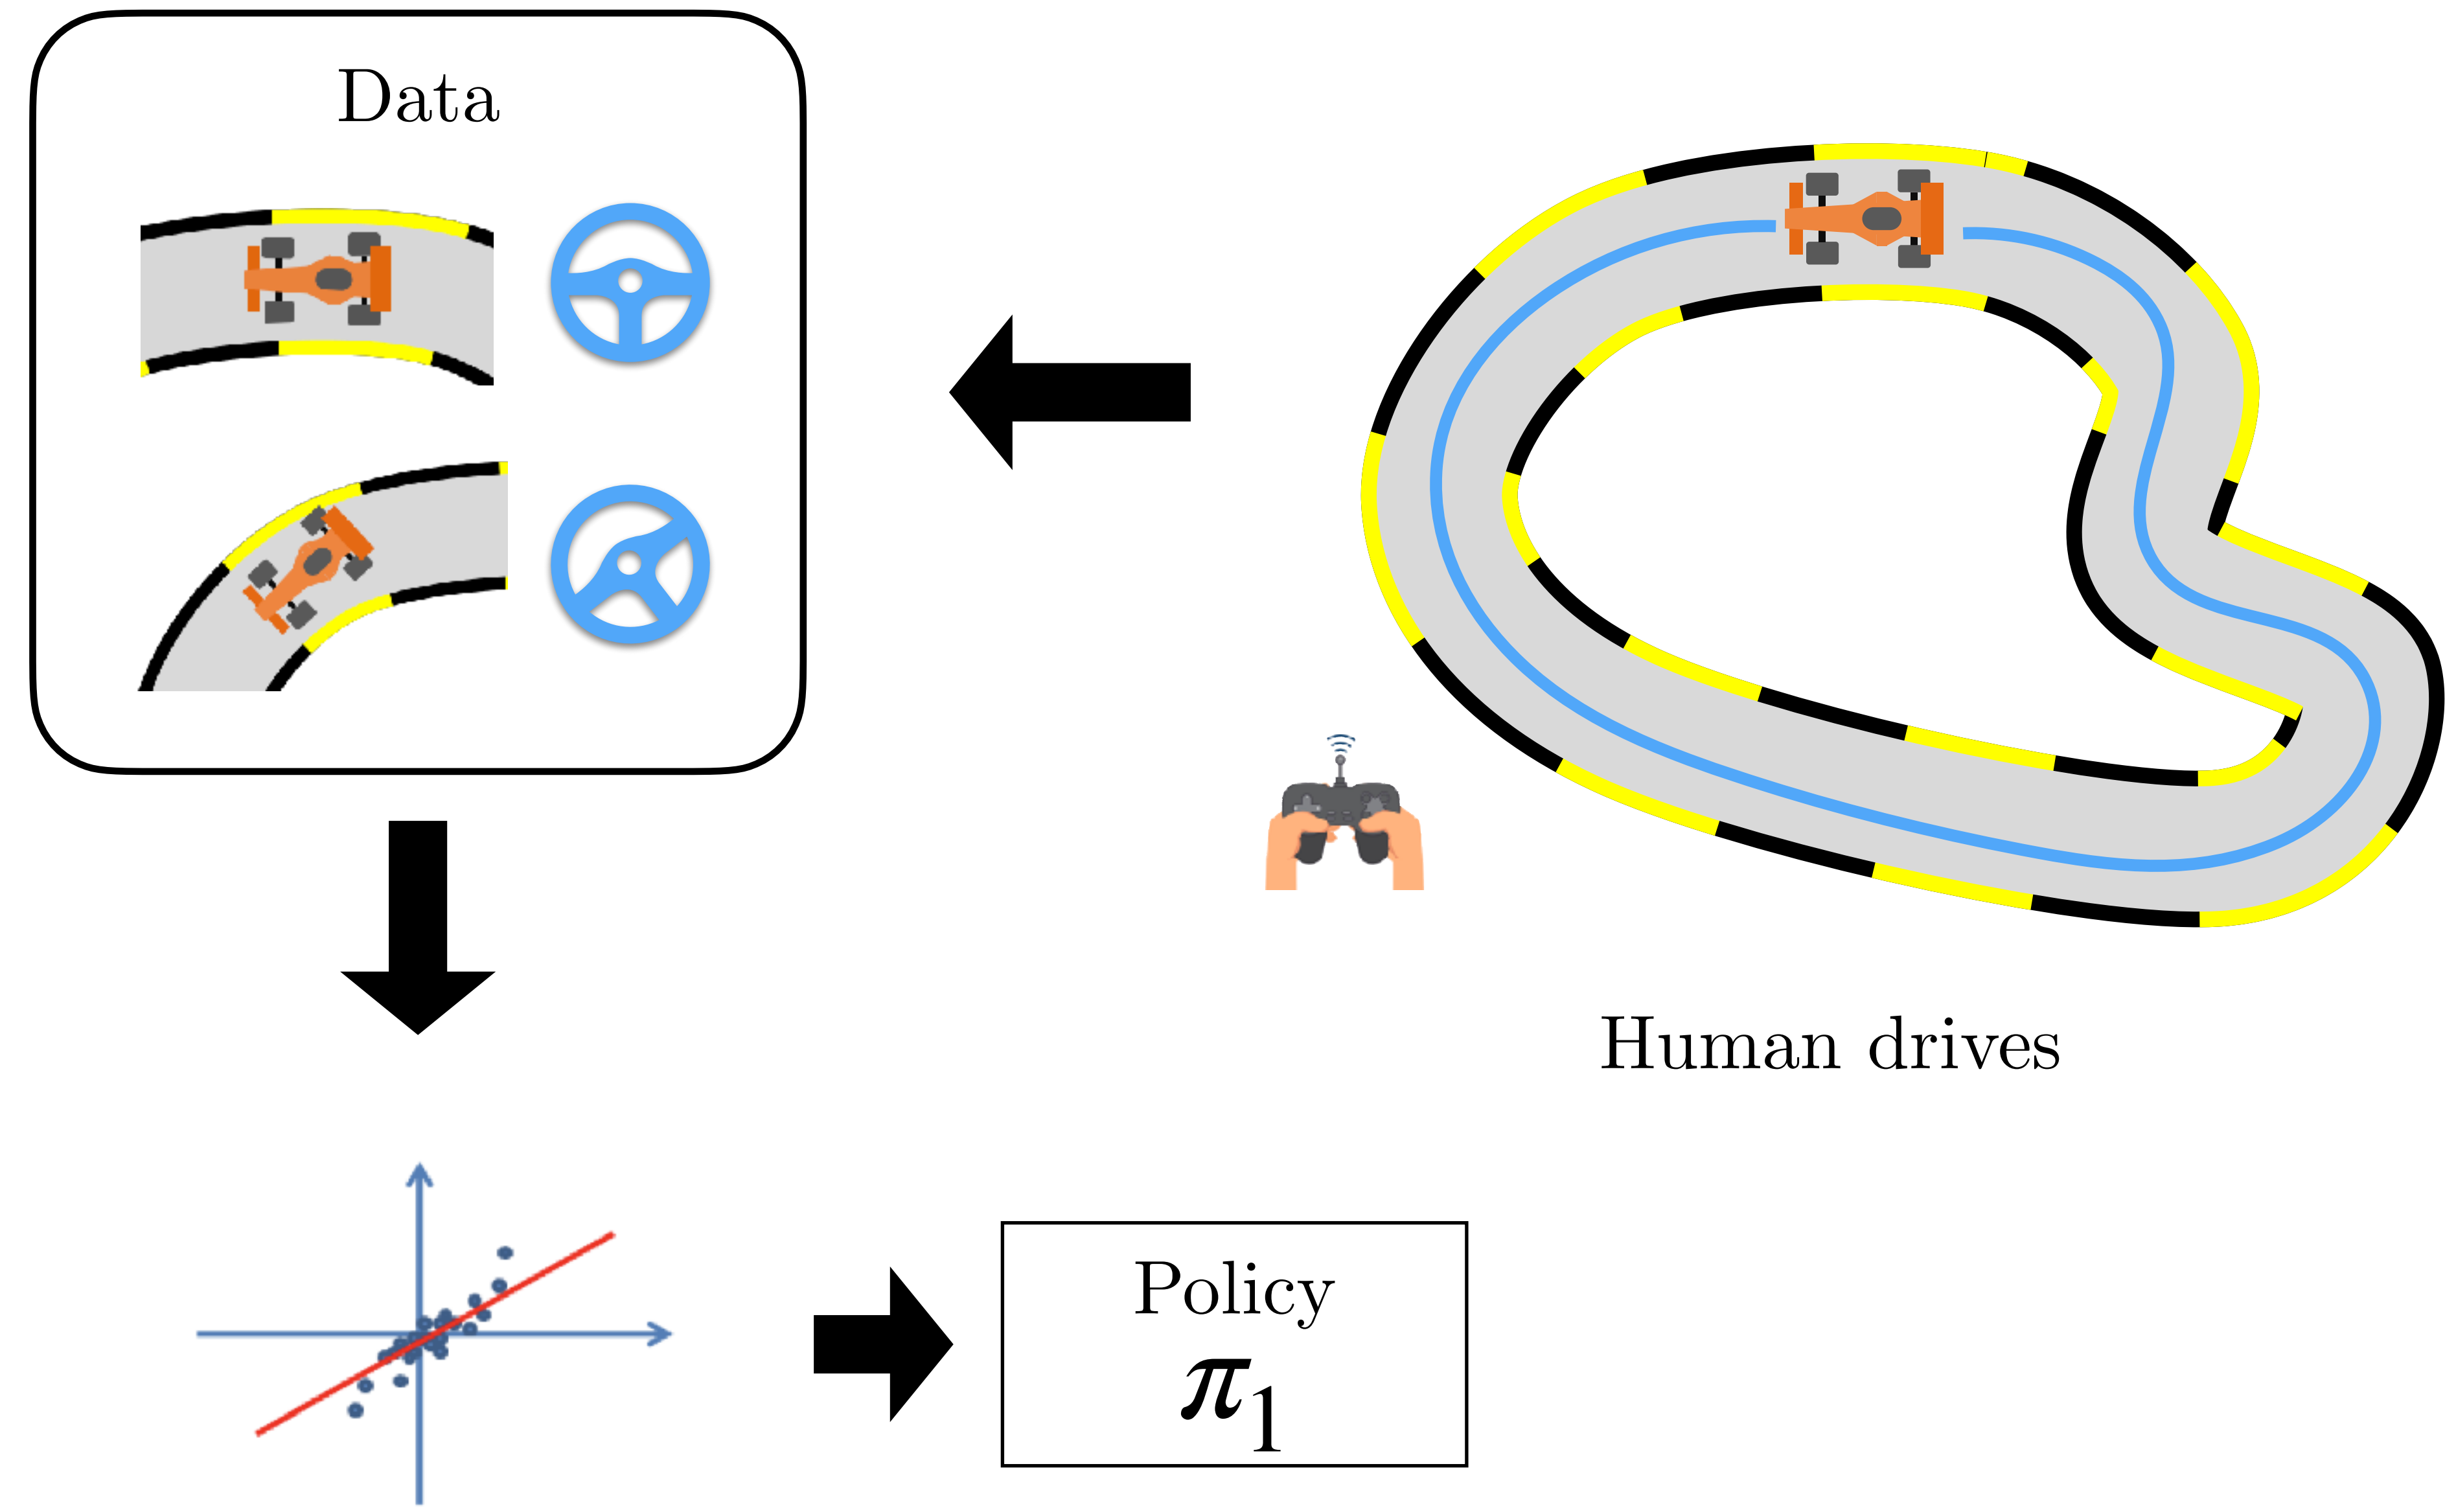 Data
Human drives
Policy
π1